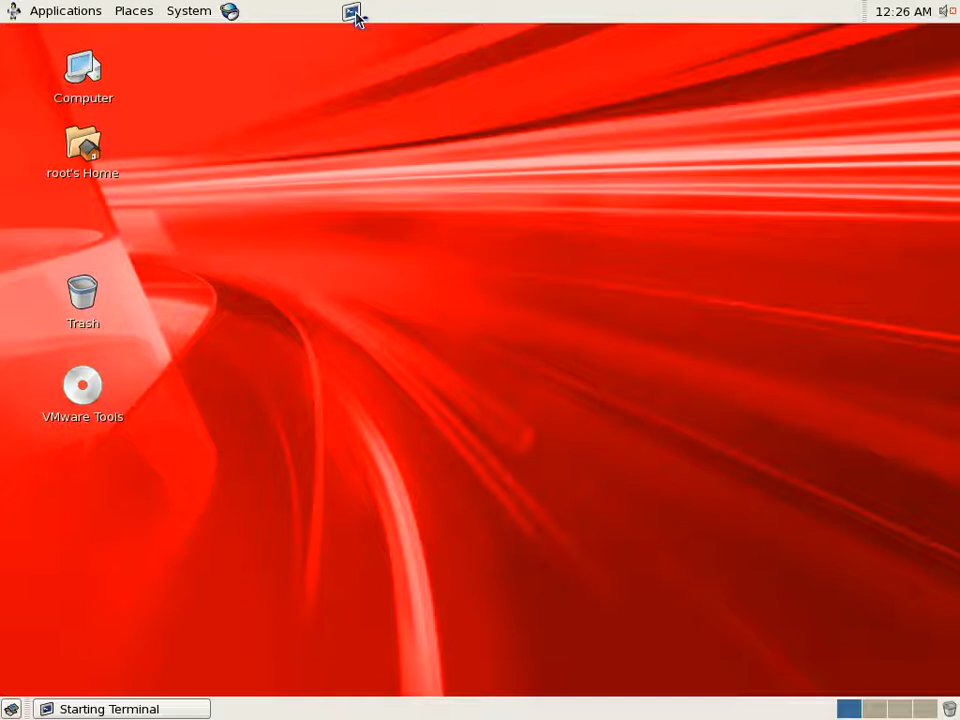 Applications Places System 12:26 AM
Computer
root's Home
Trash
VMware Tools
Starting Terminal